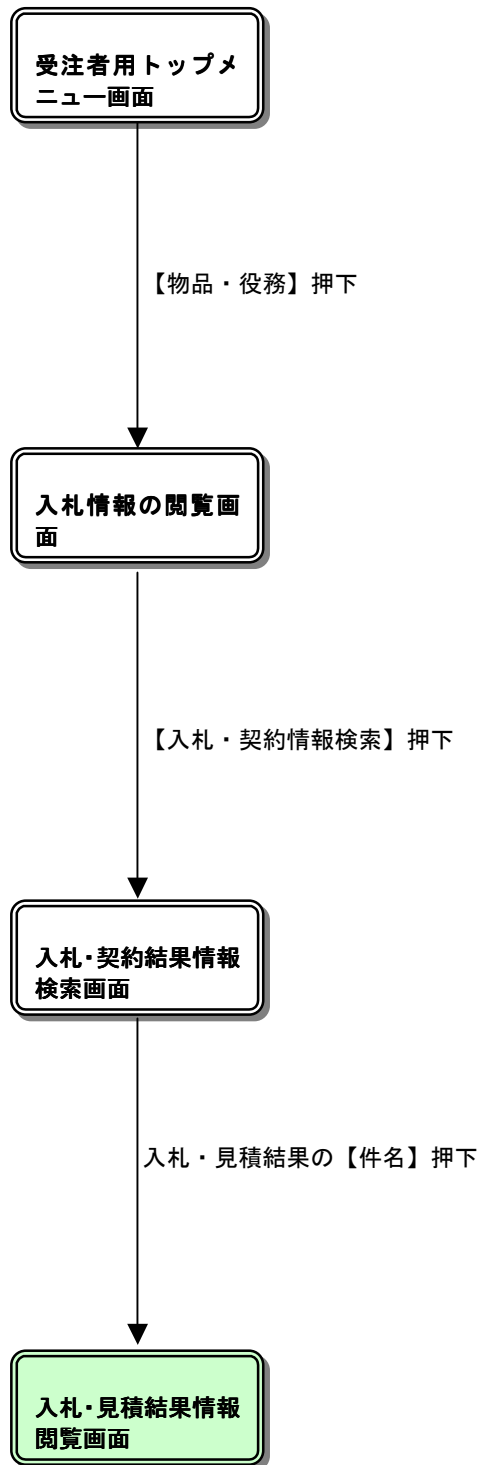 受注者用トップメ
ニュー画面
【物品・役務】押下
入札情報の閲覧画
面
【入札・契約情報検索】押下
入札・契約結果情報
検索画面
入札・見積結果の【件名】押下
入札・見積結果情報
閲覧画面